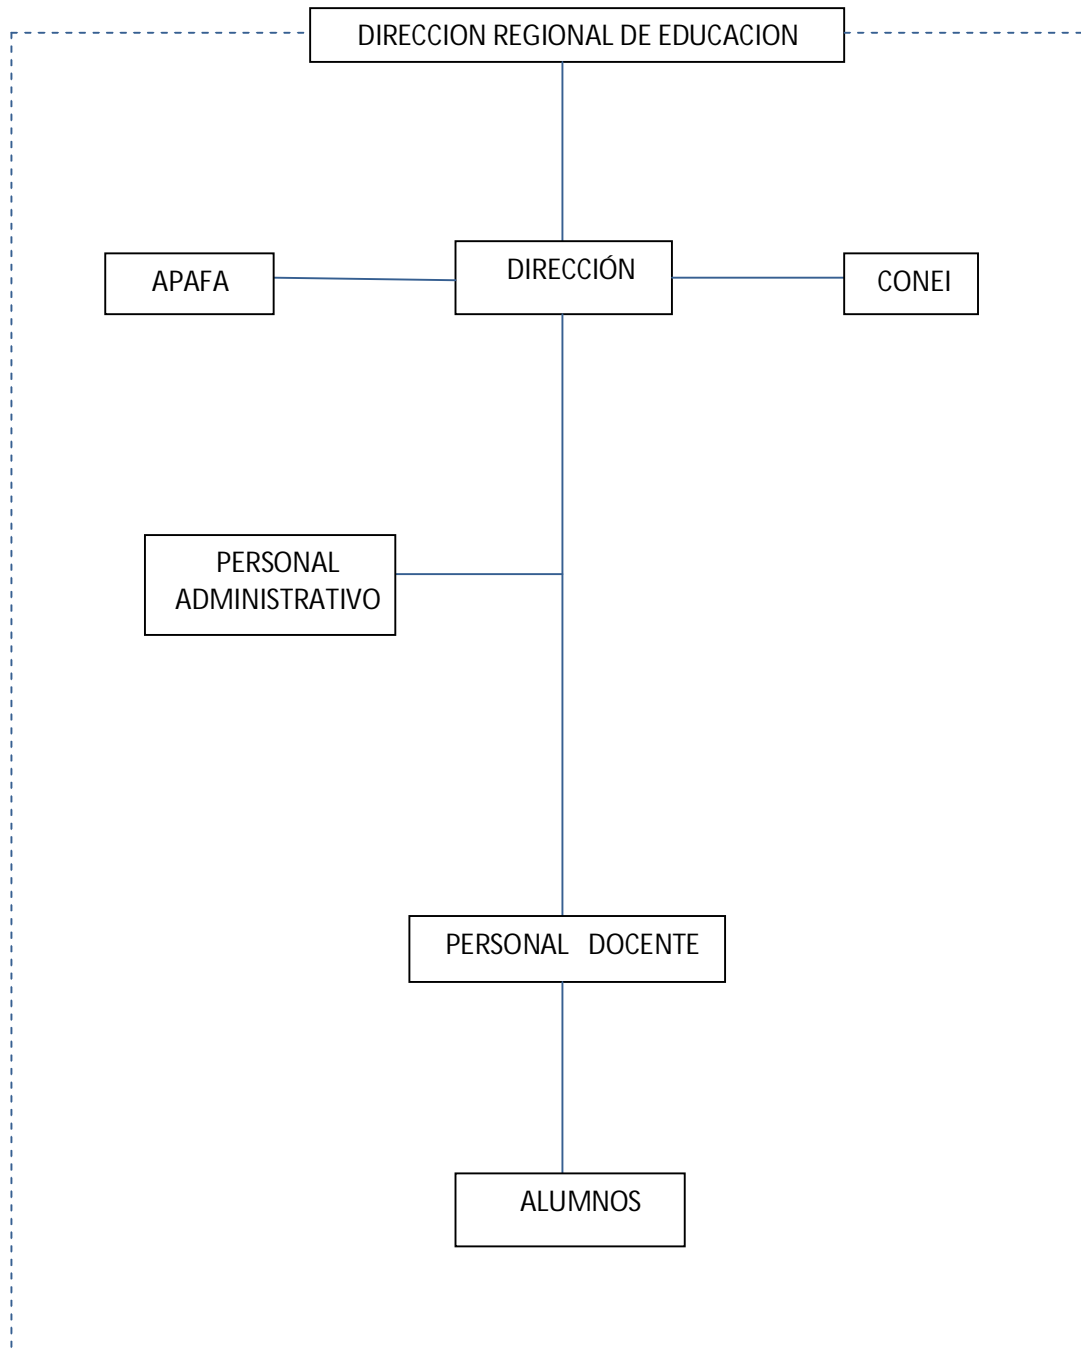 DIRECCION REGIONAL DE EDUCACION
APAFA
DIRECCIÓN
CONEI
PERSONAL
ADMINISTRATIVO
PERSONAL DOCENTE
ALUMNOS